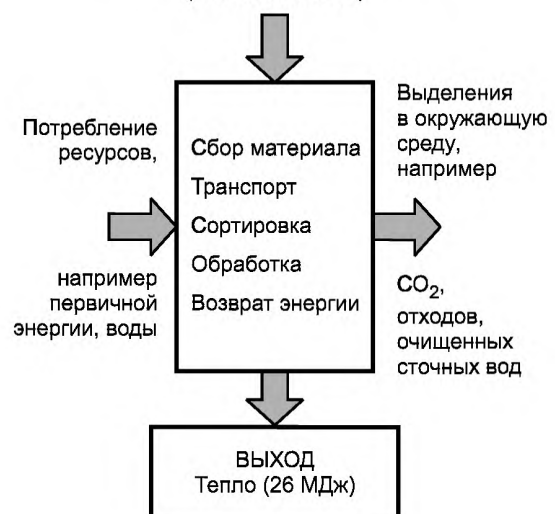 Потребление
ресурсов,
например
первичной
энергии, воды
Сбор материала
Транспорт
Сортировка
Обработка
Возврат энергии
Выделения
в окружающую
среду,
например
CO₂,
отходов,
очищенных
сточных вод
ВЫХОД
Тепло (26 МДж)